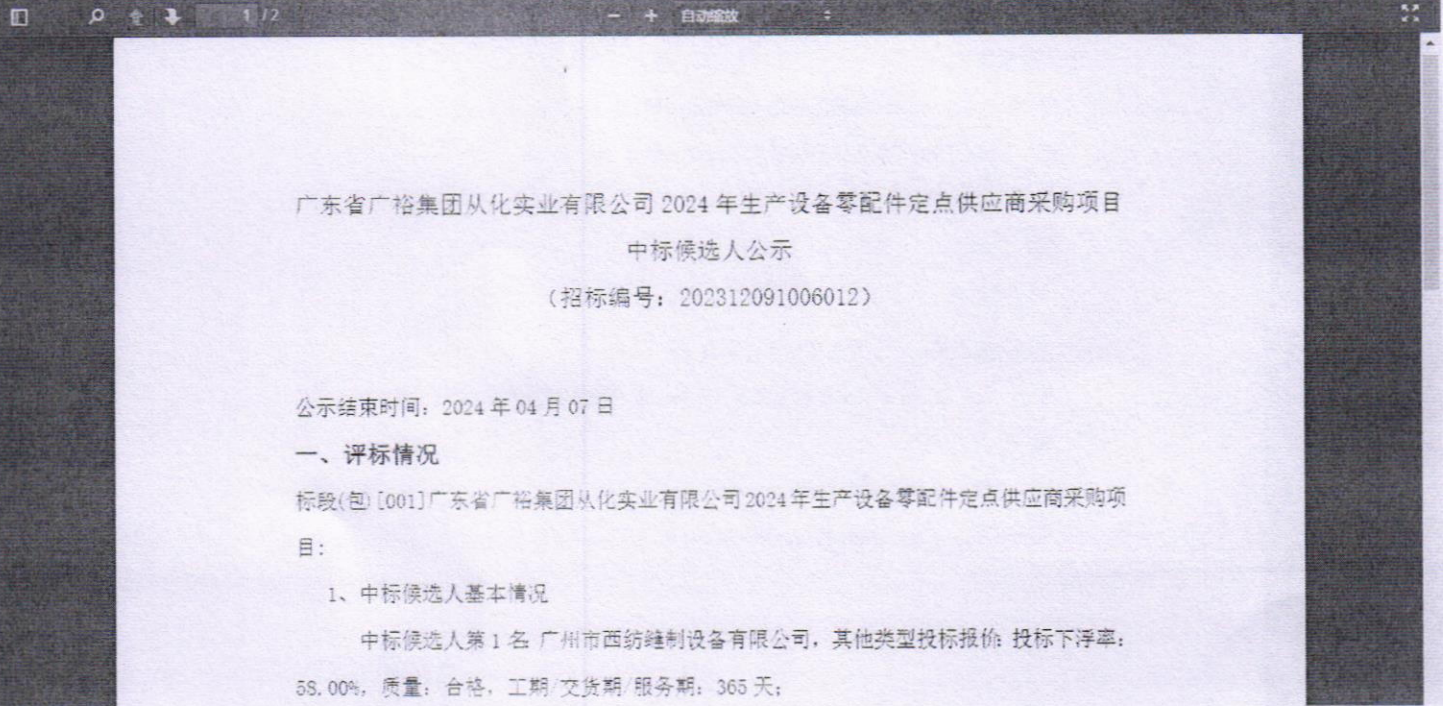 1 / 2
自动缩放
广东省广裕集团从化实业有限公司 2024 年生产设备零配件定点供应商采购项目
中标候选人公示
（招标编号：202312091006012）
公示结束时间：2024 年 04 月 07 日
一、评标情况
标段(包)[001]广东省广裕集团从化实业有限公司 2024 年生产设备零配件定点供应商采购项
目：
1、中标候选人基本情况
中标候选人第 1 名 广州市西纺缝制设备有限公司，其他类型投标报价：投标下浮率：
58.00%，质量：合格，工期/交货期/服务期：365 天；